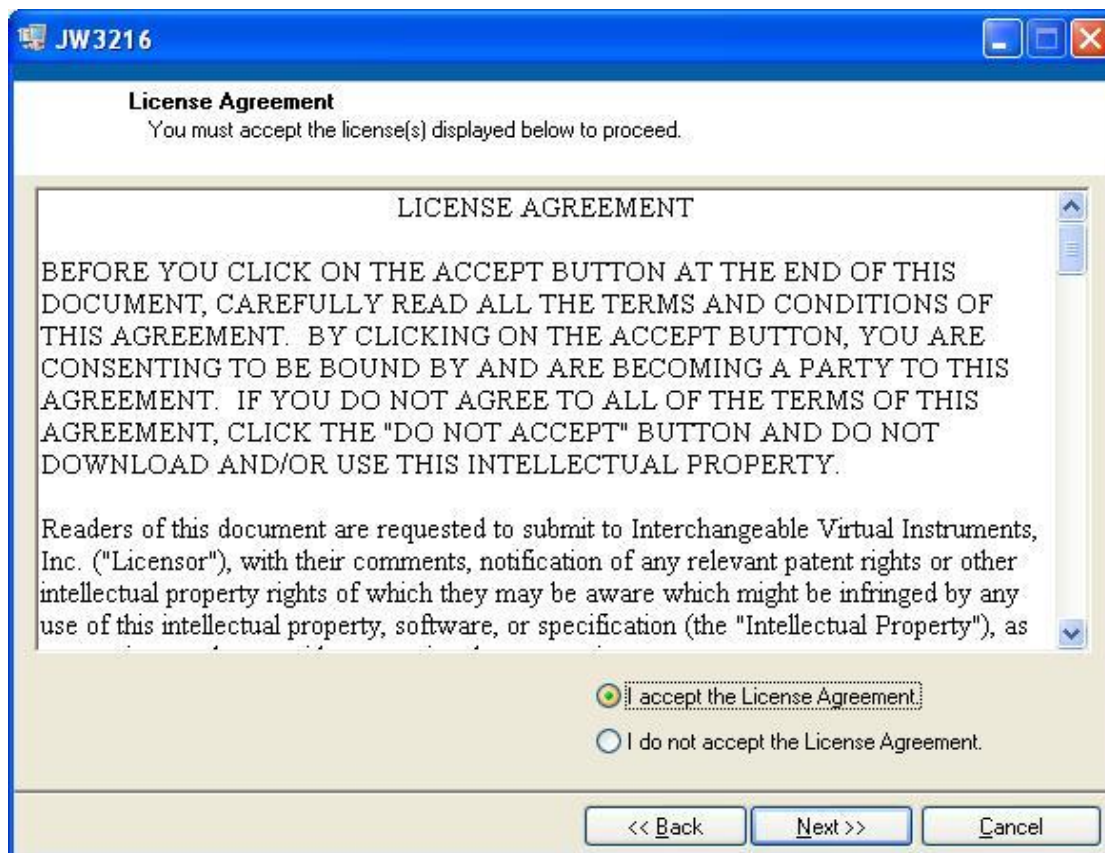 JW3216
License Agreement
You must accept the license(s) displayed below to proceed.
LICENSE AGREEMENT
BEFORE YOU CLICK ON THE ACCEPT BUTTON AT THE END OF THIS
DOCUMENT, CAREFULLY READ ALL THE TERMS AND CONDITIONS OF
THIS AGREEMENT.  BY CLICKING ON THE ACCEPT BUTTON, YOU ARE
CONSENTING TO BE BOUND BY AND ARE BECOMING A PARTY TO THIS
AGREEMENT.  IF YOU DO NOT AGREE TO ALL OF THE TERMS OF THIS
AGREEMENT, CLICK THE "DO NOT ACCEPT" BUTTON AND DO NOT
DOWNLOAD AND/OR USE THIS INTELLECTUAL PROPERTY.
Readers of this document are requested to submit to Interchangeable Virtual Instruments,
Inc. ("Licensor"), with their comments, notification of any relevant patent rights or other
intellectual property rights of which they may be aware which might be infringed by any
use of this intellectual property, software, or specification (the "Intellectual Property"), as
I accept the License Agreement.
I do not accept the License Agreement.
<< Back
Next >>
Cancel